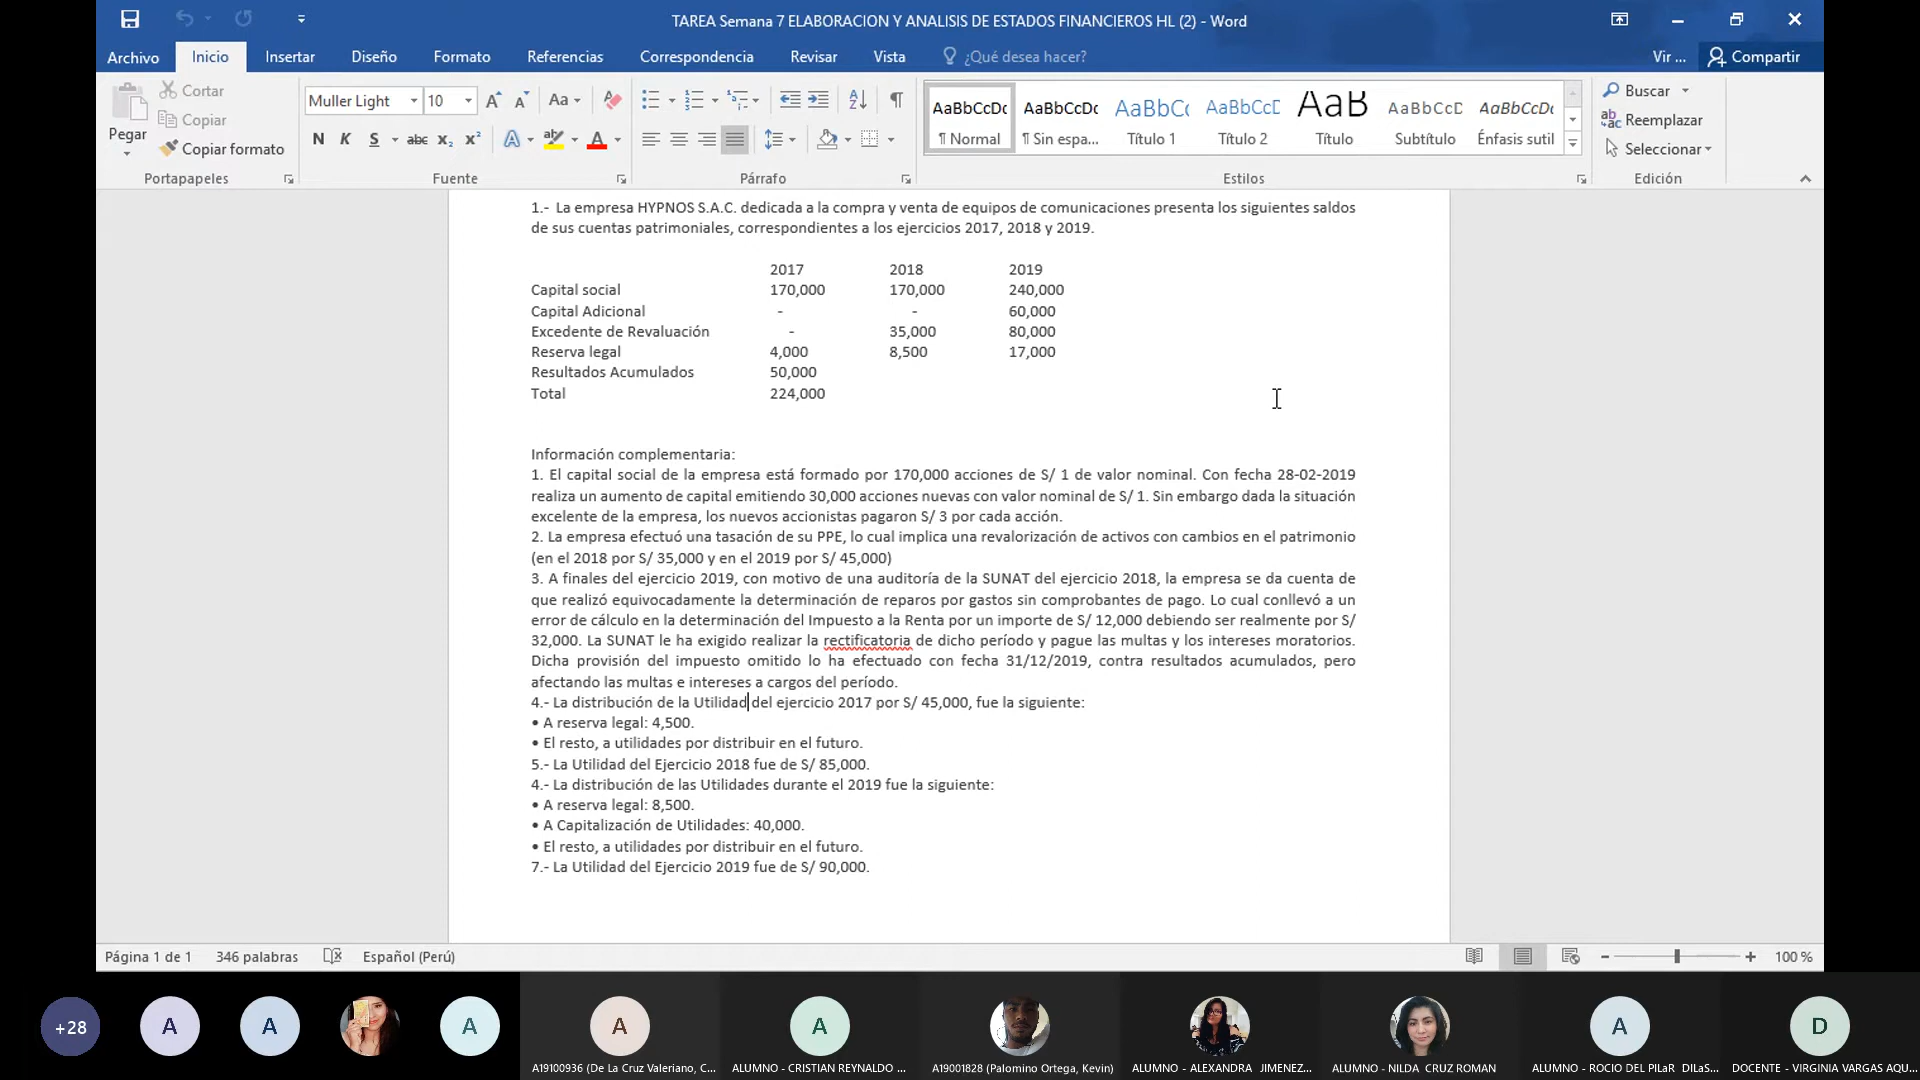 TAREA Semana 7 ELABORACION Y ANALISIS DE ESTADOS FINANCIEROS HL (2) - Word
Archivo Inicio Insertar Diseño Formato Referencias Correspondencia Revisar Vista ¿Qué desea hacer? Vir ... Compartir
Pegar
Cortar
Copiar
Copiar formato
Portapapeles
Muller Light 10
Fuente
Párrafo
AaBbCcDc AaBbCcDc AaBbC( AaBbCcD AaB AaBbCcD AaBbCcDc
¶ Normal ¶ Sin espa... Título 1 Título 2 Título Subtítulo Énfasis sutil
Estilos
Buscar
Reemplazar
Seleccionar
Edición
1.- La empresa HYPNOS S.A.C. dedicada a la compra y venta de equipos de comunicaciones presenta los siguientes saldos
de sus cuentas patrimoniales, correspondientes a los ejercicios 2017, 2018 y 2019.
2017 2018 2019
Capital social 170,000 170,000 240,000
Capital Adicional - - 60,000
Excedente de Revaluación - 35,000 80,000
Reserva legal 4,000 8,500 17,000
Resultados Acumulados 50,000
Total 224,000
Información complementaria:
1. El capital social de la empresa está formado por 170,000 acciones de S/ 1 de valor nominal. Con fecha 28-02-2019
realiza un aumento de capital emitiendo 30,000 acciones nuevas con valor nominal de S/ 1. Sin embargo dada la situación
excelente de la empresa, los nuevos accionistas pagaron S/ 3 por cada acción.
2. La empresa efectuó una tasación de su PPE, lo cual implica una revalorización de activos con cambios en el patrimonio
(en el 2018 por S/ 35,000 y en el 2019 por S/ 45,000)
3. A finales del ejercicio 2019, con motivo de una auditoría de la SUNAT del ejercicio 2018, la empresa se da cuenta de
que realizó equivocadamente la determinación de reparos por gastos sin comprobantes de pago. Lo cual conllevó a un
error de cálculo en la determinación del Impuesto a la Renta por un importe de S/ 12,000 debiendo ser realmente por S/
32,000. La SUNAT le ha exigido realizar la rectificatoria de dicho período y pague las multas y los intereses moratorios.
Dicha provisión del impuesto omitido lo ha efectuado con fecha 31/12/2019, contra resultados acumulados, pero
afectando las multas e intereses a cargos del período.
4.- La distribución de la Utilidad del ejercicio 2017 por S/ 45,000, fue la siguiente:
• A reserva legal: 4,500.
• El resto, a utilidades por distribuir en el futuro.
5.- La Utilidad del Ejercicio 2018 fue de S/ 85,000.
4.- La distribución de las Utilidades durante el 2019 fue la siguiente:
• A reserva legal: 8,500.
• A Capitalización de Utilidades: 40,000.
• El resto, a utilidades por distribuir en el futuro.
7.- La Utilidad del Ejercicio 2019 fue de S/ 90,000.
Página 1 de 1 346 palabras Español (Perú) 100 %
+28 A A A A A A D
A19100936 (De La Cruz Valeriano, C... ALUMNO - CRISTIAN REYNALDO ... A19001828 (Palomino Ortega, Kevin) ALUMNO - ALEXANDRA JIMENEZ... ALUMNO - NILDA CRUZ ROMAN ALUMNO - ROCIO DEL PILaR DILaS... DOCENTE - VIRGINIA VARGAS AQU...